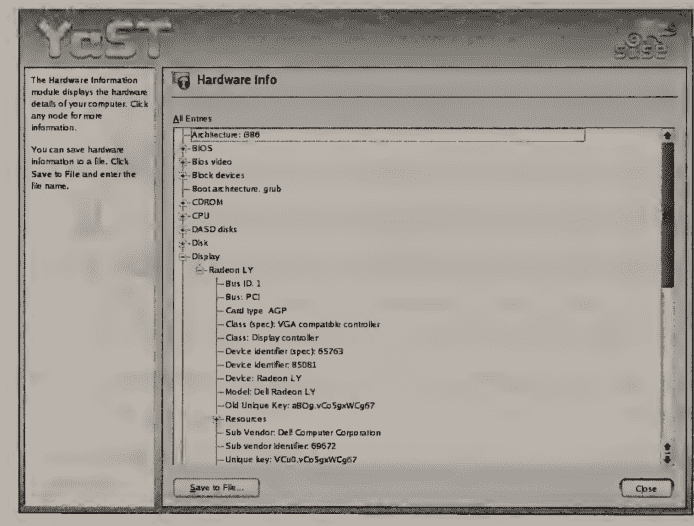 YaST
SuSE
The Hardware Information
module displays the hardware
details of your computer. Click
any node for more
information.
You can save hardware
information to a file. Click
Save to File and enter the
file name.
Hardware Info
All Entries
Architecture: i386
BIOS
Bios video
Block devices
Boot architecture: grub
CDROM
CPU
DASD disks
Disk
Display
Radeon LY
Bus ID: 1
Bus: PCI
Card type: AGP
Class (spec): VGA compatible controller
Class: Display controller
Device identifier (spec): 65763
Device identifier: 85081
Device: Radeon LY
Model: Dell Radeon LY
Old Unique Key: aBOg.vCo5gxWCg67
Resources
Sub Vendor: Dell Computer Corporation
Sub vendor identifier: 69672
Unique key: VCu0.vCo5gxWCg67
Save to File...
Close